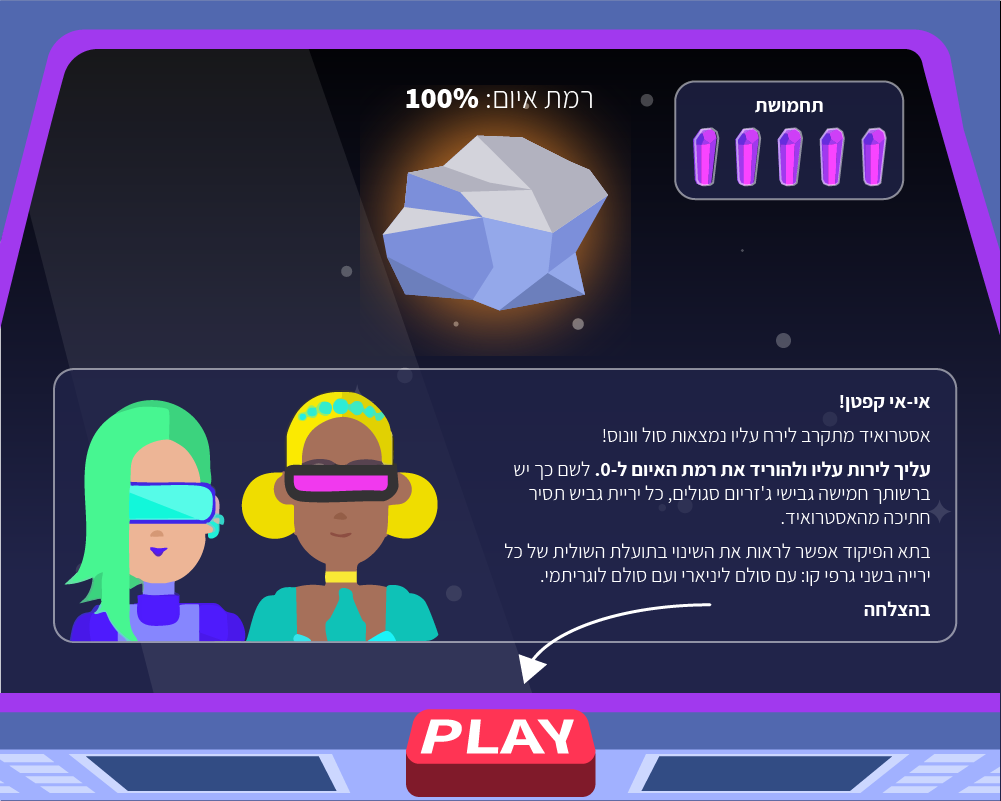 רמת איום: 100%
תחמושת
אי-אי קפטן!
אסטרואיד מתקרב לירח עליו נמצאות סול וונוס!
עליך לירות עליו ולהוריד את רמת האיום ל-0. לשם כך יש
ברשותך חמישה גבישי ג'זריום סגולים, כל יריית גביש תסיר
חתיכה מהאסטרואיד.
בתא הפיקוד אפשר לראות את השינוי בתועלת השולית של כל
ירייה בשני גרפי קו: עם סולם ליניארי ועם סולם לוגריתמי.
בהצלחה
PLAY